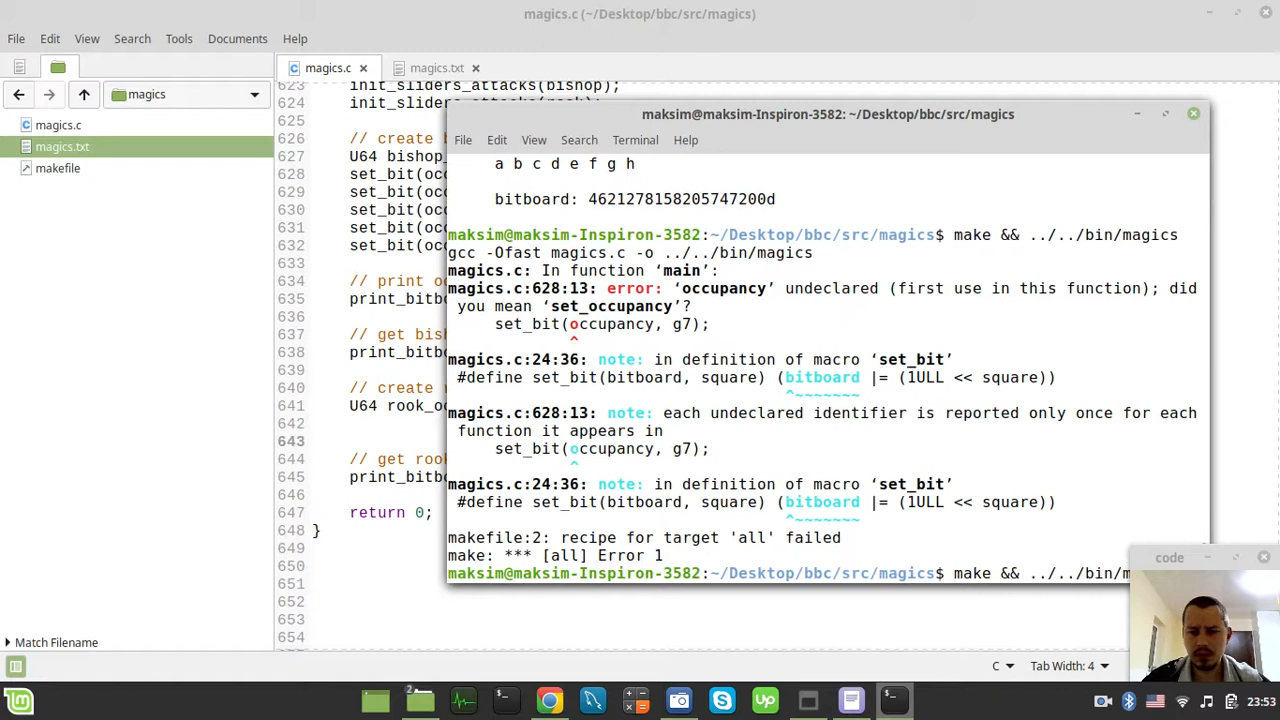 magics.c (~/Desktop/bbc/src/magics)
File Edit View Search Tools Documents Help
magics.c magics.txt
magics
magics.c
magics.txt
makefile
Match Filename
623 init_sliders_attacks(bishop);
624
625
626 // create
627 U64 bishop_
628 set_bit(occ
629 set_bit(occ
630 set_bit(occ
631 set_bit(occ
632 set_bit(occ
633
634 // print oc
635 print_bitbo
636
637 // get bish
638 print_bitbo
639
640 // create r
641 U64 rook_oc
642
643
644 // get rook
645 print_bitbo
646
647 return 0;
648 }
649
650
651
652
653
654
maksim@maksim-Inspiron-3582: ~/Desktop/bbc/src/magics
File Edit View Search Terminal Help
a b c d e f g h
bitboard: 4621278158205747200d
maksim@maksim-Inspiron-3582:~/Desktop/bbc/src/magics$ make && ../../bin/magics
gcc -Ofast magics.c -o ../../bin/magics
magics.c: In function ‘main’:
magics.c:628:13: error: ‘occupancy’ undeclared (first use in this function); did
you mean ‘set_occupancy’?
set_bit(occupancy, g7);
^
magics.c:24:36: note: in definition of macro ‘set_bit’
#define set_bit(bitboard, square) (bitboard |= (1ULL << square))
^~~~~~~~
magics.c:628:13: note: each undeclared identifier is reported only once for each
function it appears in
set_bit(occupancy, g7);
^
magics.c:24:36: note: in definition of macro ‘set_bit’
#define set_bit(bitboard, square) (bitboard |= (1ULL << square))
^~~~~~~~
makefile:2: recipe for target 'all' failed
make: *** [all] Error 1
maksim@maksim-Inspiron-3582:~/Desktop/bbc/src/magics$ make && ../../bin/m
code
C Tab Width: 4
2
23:53